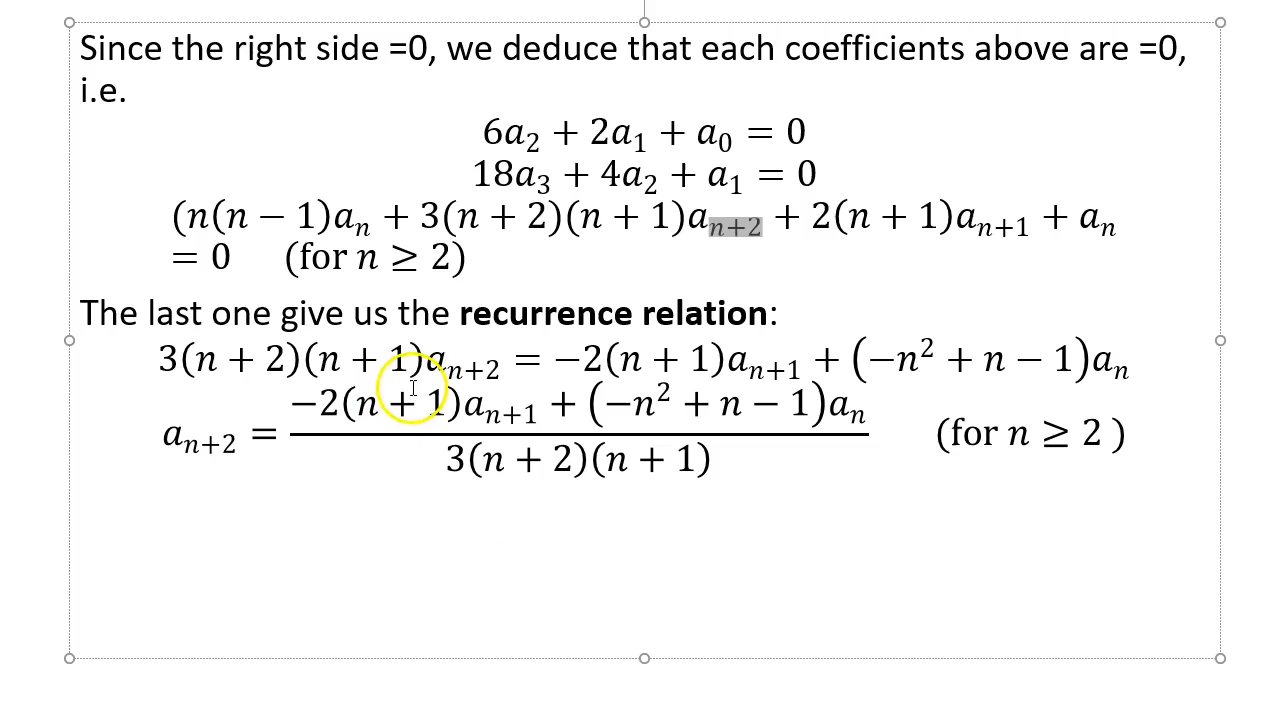 Since the right side =0, we deduce that each coefficients above are =0,
i.e.
6a₂ + 2a₁ + a₀ = 0
18a₃ + 4a₂ + a₁ = 0
(n(n − 1)aₙ + 3(n + 2)(n + 1)aₙ₊₂ + 2(n + 1)aₙ₊₁ + aₙ
= 0 (for n ≥ 2)
The last one give us the recurrence relation:
3(n + 2)(n + 1)aₙ₊₂ = −2(n + 1)aₙ₊₁ + (−n² + n − 1)aₙ
−2(n + 1)aₙ₊₁ + (−n² + n − 1)aₙ
aₙ₊₂ = (for n ≥ 2 )
3(n + 2)(n + 1)